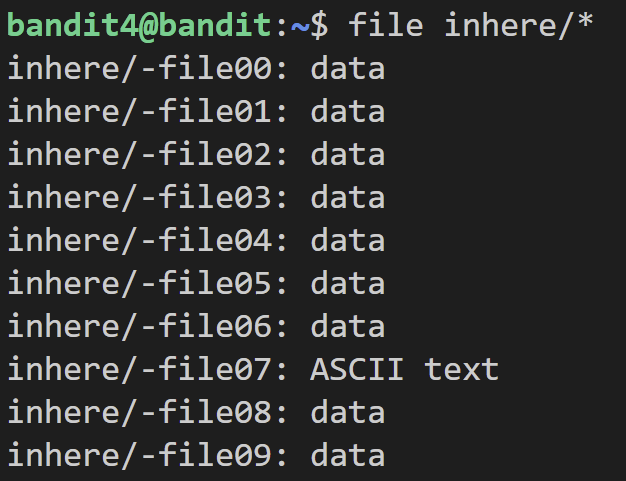 bandit4@bandit:~$ file inhere/*
inhere/-file00: data
inhere/-file01: data
inhere/-file02: data
inhere/-file03: data
inhere/-file04: data
inhere/-file05: data
inhere/-file06: data
inhere/-file07: ASCII text
inhere/-file08: data
inhere/-file09: data